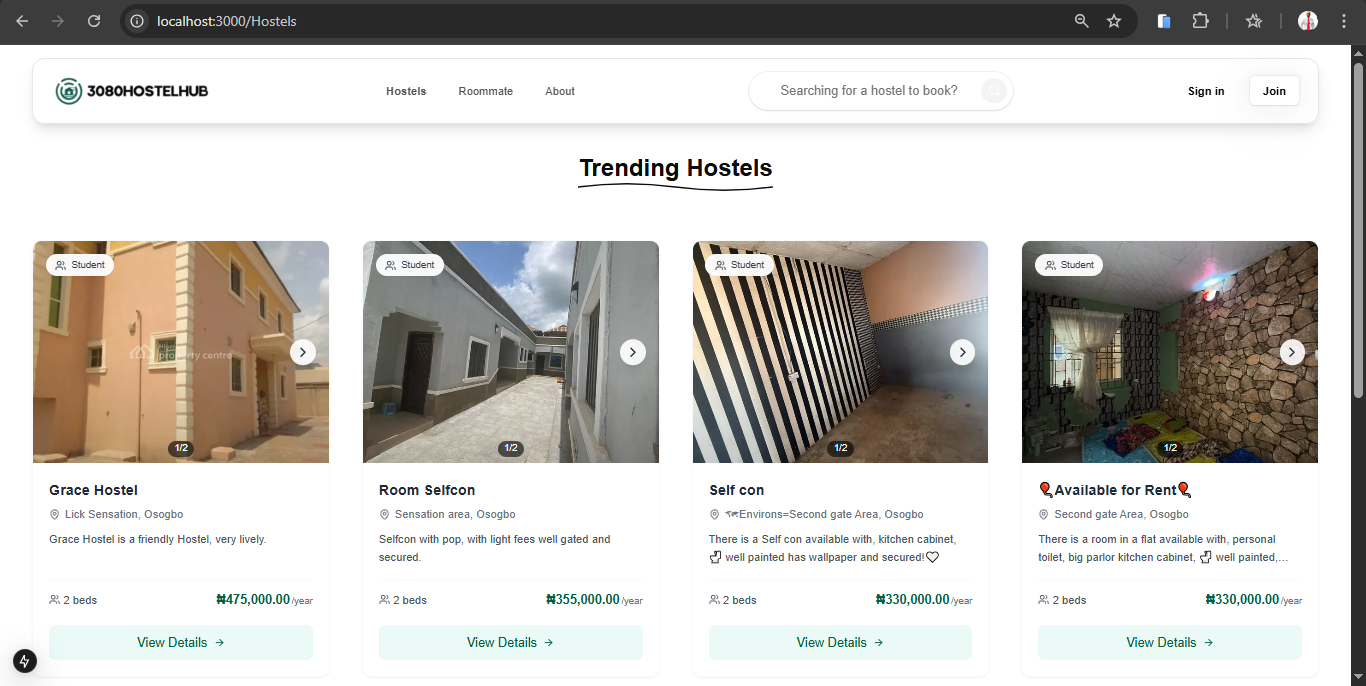 localhost:3000/Hostels
3080HOSTELHUB
Hostels
Roommate
About
Searching for a hostel to book?
Sign in
Join
Trending Hostels
Student
property centre
1/2
Grace Hostel
Lick Sensation, Osogbo
Grace Hostel is a friendly Hostel, very lively.
2 beds
₦475,000.00 /year
View Details →
Student
1/2
Room Selfcon
Sensation area, Osogbo
Selfcon with pop, with light fees well gated and
secured.
2 beds
₦355,000.00 /year
View Details →
Student
1/2
Self con
🗺Environs=Second gate Area, Osogbo
There is a Self con available with, kitchen cabinet,
🚽 well painted has wallpaper and secured!♡
2 beds
₦330,000.00 /year
View Details →
Student
1/2
🎈Available for Rent🎈
Second gate Area, Osogbo
There is a room in a flat available with, personal
toilet, big parlor kitchen cabinet, 🚽 well painted,...
2 beds
₦330,000.00 /year
View Details →